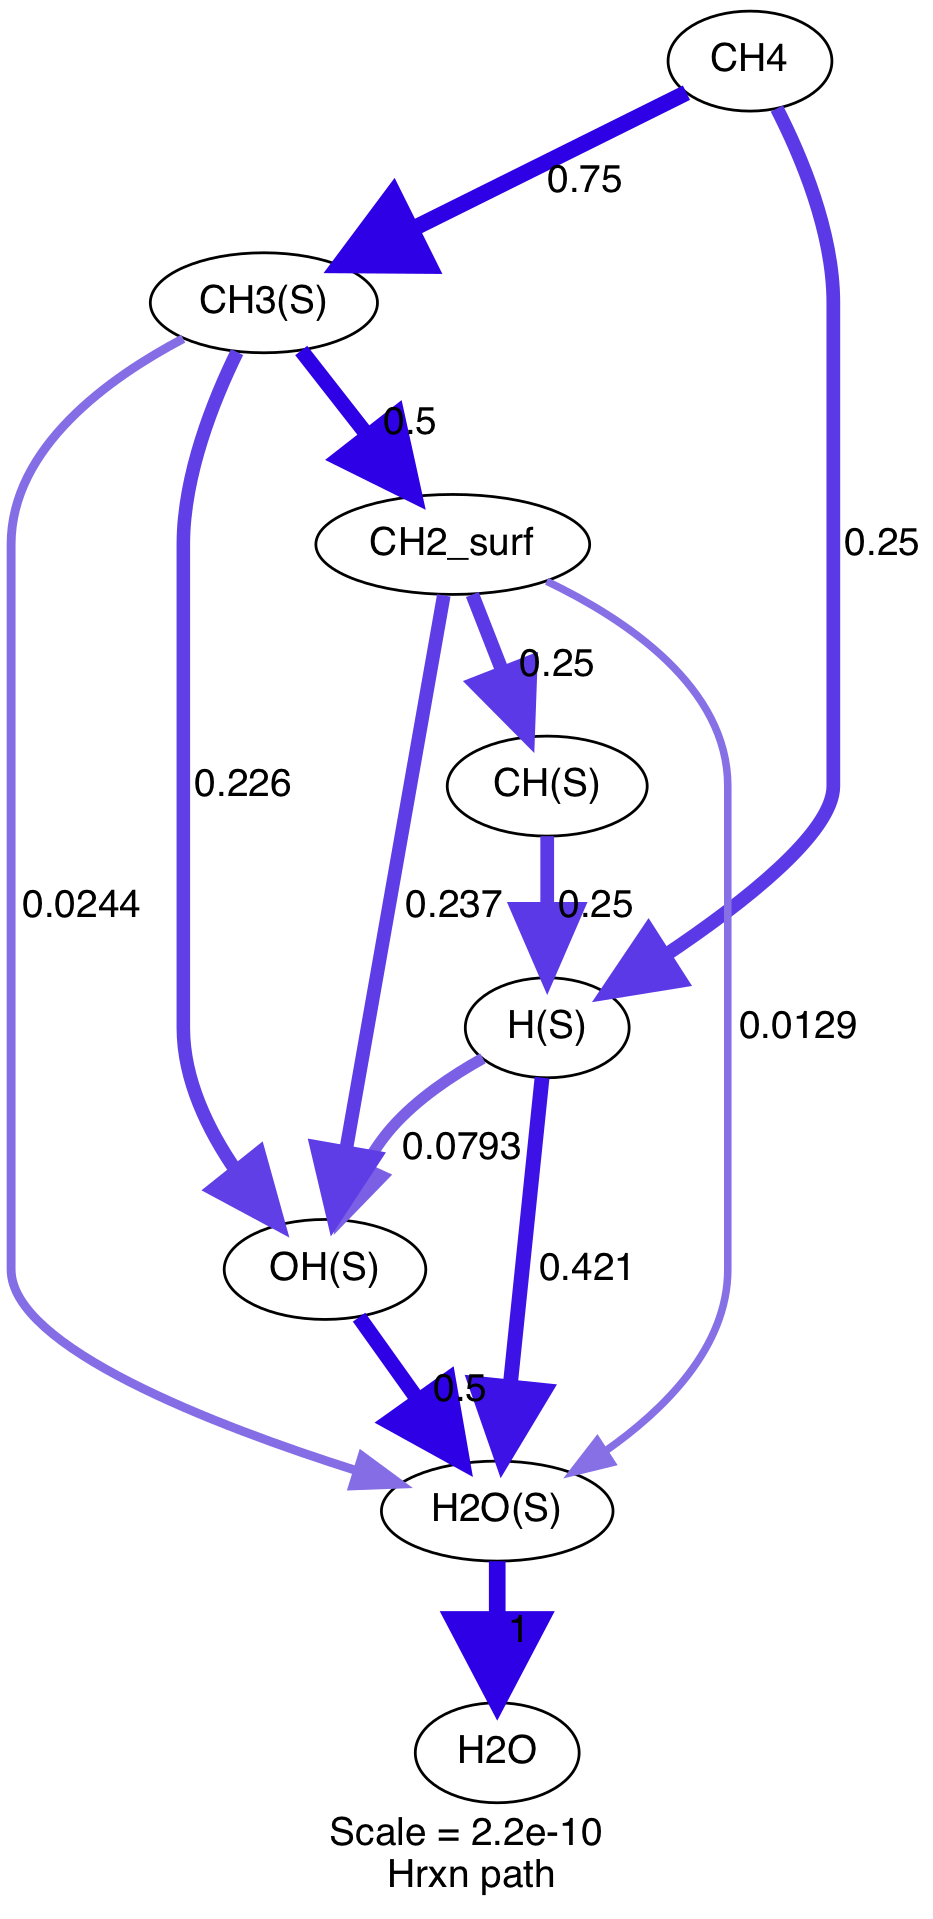 CH4
0.75
CH3(S)
0.5
CH2_surf
0.25
0.25
CH(S)
0.226
0.0244
0.237
0.25
H(S)
0.0129
0.0793
OH(S)
0.421
0.5
H2O(S)
1
H2O
Scale = 2.2e-10
Hrxn path